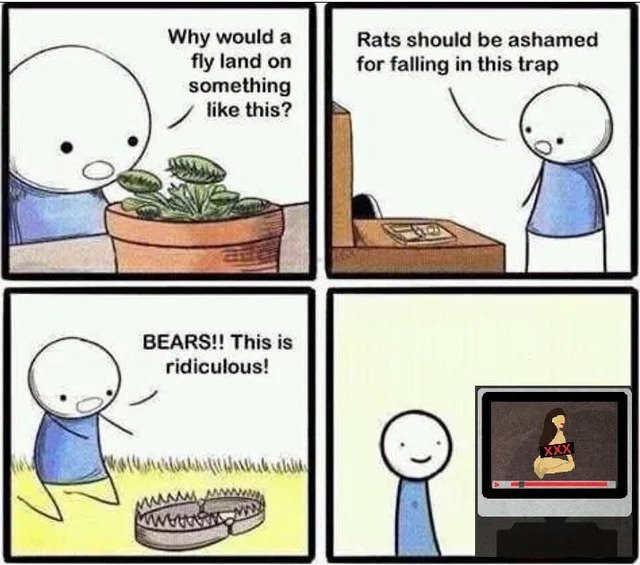 Why would a
fly land on
something
like this?
Rats should be ashamed
for falling in this trap
BEARS!! This is
ridiculous!
XXX